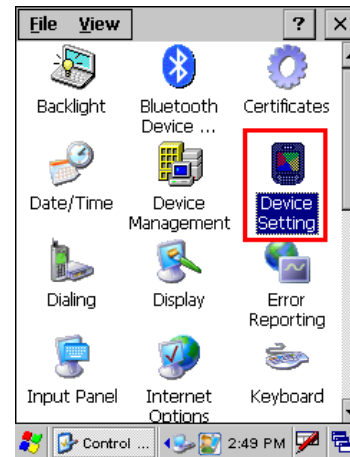 File View ? ×
Backlight
Bluetooth
Device ...
Certificates
Date/Time
Device
Management
Device
Setting
Dialing
Display
Error
Reporting
Input Panel
Internet
Options
Keyboard
Control ... 2:49 PM